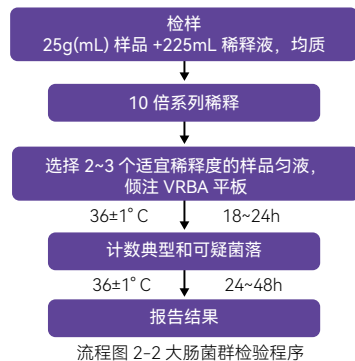 检样
25g(mL) 样品 +225mL 稀释液，均质
10 倍系列稀释
选择 2~3 个适宜稀释度的样品匀液，
倾注 VRBA 平板
36±1°C 18~24h
计数典型和可疑菌落
36±1°C 24~48h
报告结果
流程图 2-2 大肠菌群检验程序